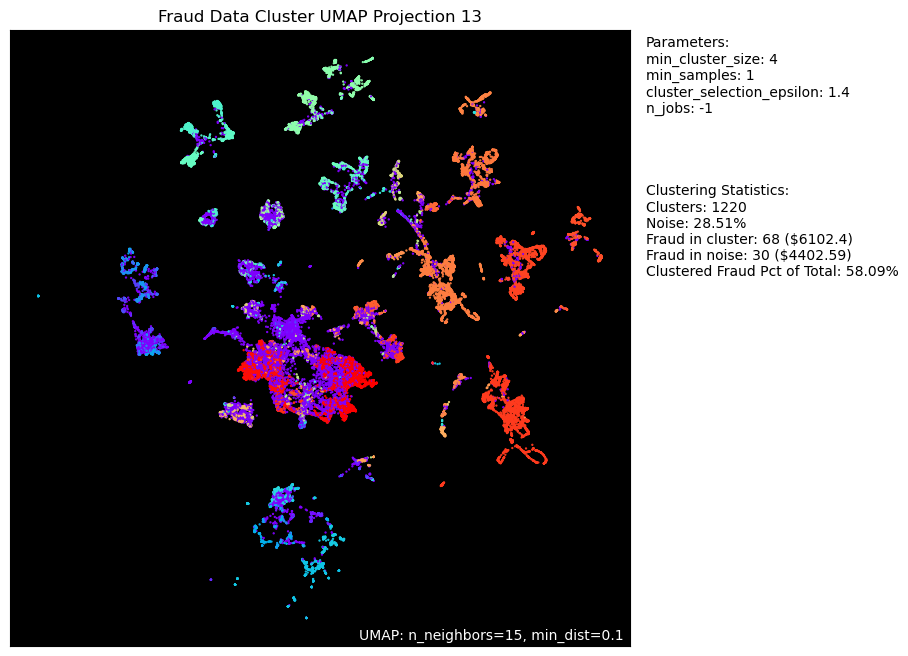 Fraud Data Cluster UMAP Projection 13
Parameters:
min_cluster_size: 4
min_samples: 1
cluster_selection_epsilon: 1.4
n_jobs: -1
Clustering Statistics:
Clusters: 1220
Noise: 28.51%
Fraud in cluster: 68 ($6102.4)
Fraud in noise: 30 ($4402.59)
Clustered Fraud Pct of Total: 58.09%
UMAP: n_neighbors=15, min_dist=0.1